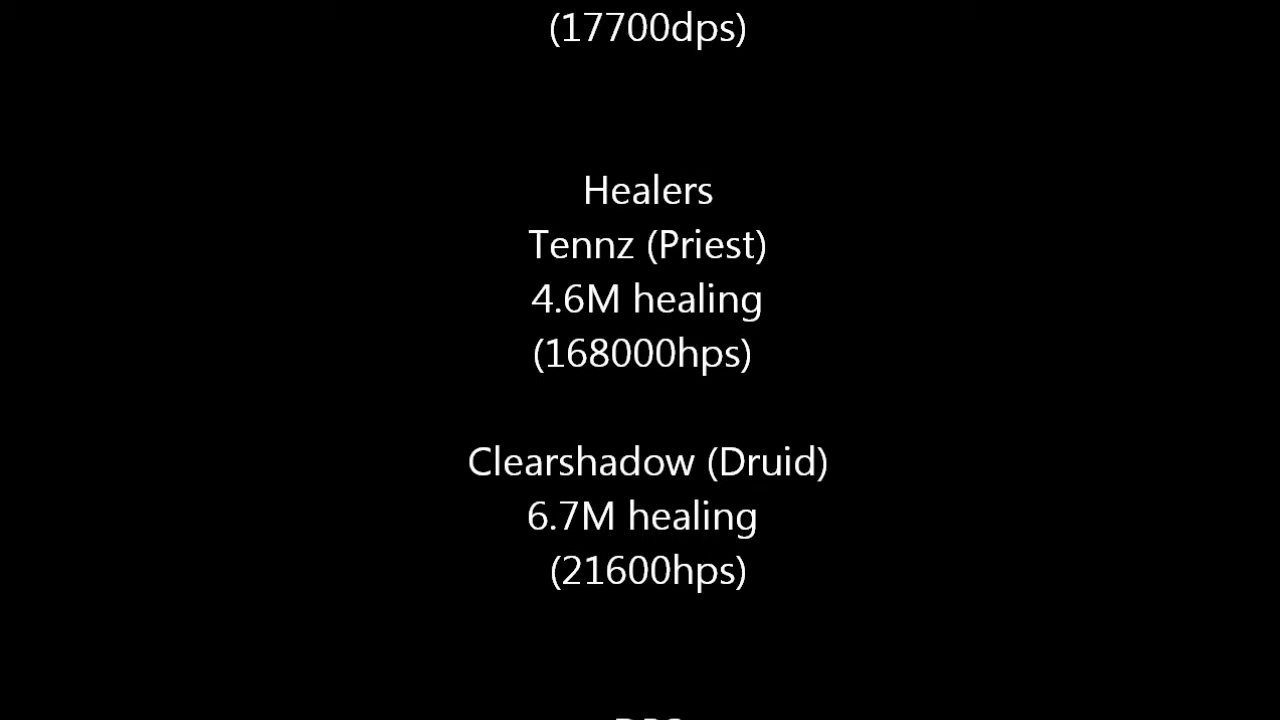 (17700dps)
Healers
Tennz (Priest)
4.6M healing
(168000hps)
Clearshadow (Druid)
6.7M healing
(21600hps)